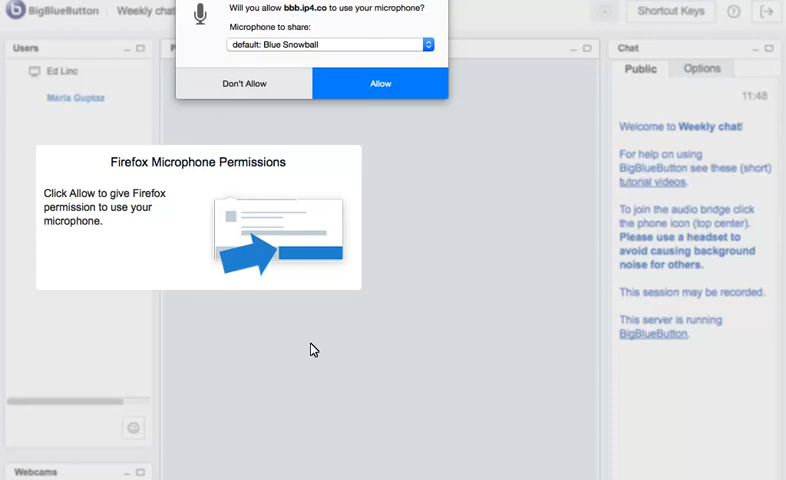 BigBlueButton
Weekly chat
Shortcut Keys
?
Will you allow bbb.ip4.co to use your microphone?
Microphone to share:
default: Blue Snowball
Don't Allow
Allow
Users
Ed Linc
Maria Guptaz
Firefox Microphone Permissions
Click Allow to give Firefox
permission to use your
microphone.
Webcams
Chat
Public
Options
11:48
Welcome to Weekly chat!
For help on using
BigBlueButton see these (short)
tutorial videos.
To join the audio bridge click
the phone icon (top center).
Please use a headset to
avoid causing background
noise for others.
This session may be recorded.
This server is running
BigBlueButton.